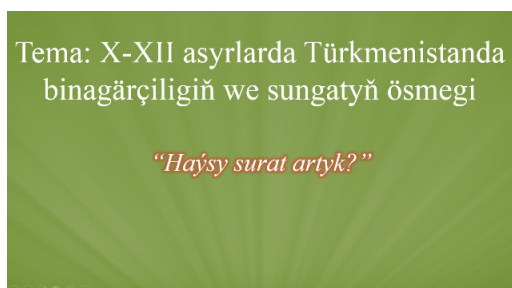 Tema: X-XII asyrlarda Türkmenistanda
binagärçiligiň we sungatyň ösmegi
“Haýsy surat artyk?”